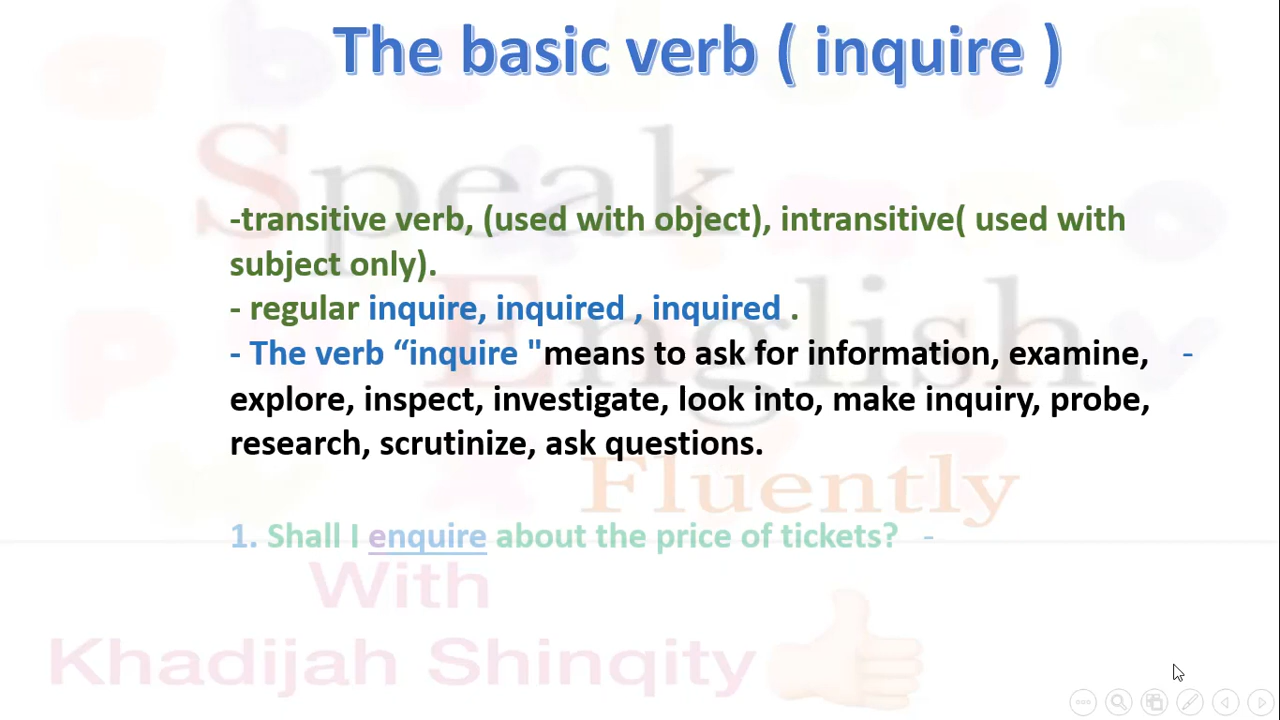 The basic verb ( inquire )
-transitive verb, (used with object), intransitive( used with
subject only).
- regular inquire, inquired , inquired .
- The verb “inquire "means to ask for information, examine, -
explore, inspect, investigate, look into, make inquiry, probe,
research, scrutinize, ask questions.
1. Shall I enquire about the price of tickets? -
Speak
English
Fluently
With
Khadijah Shinqity